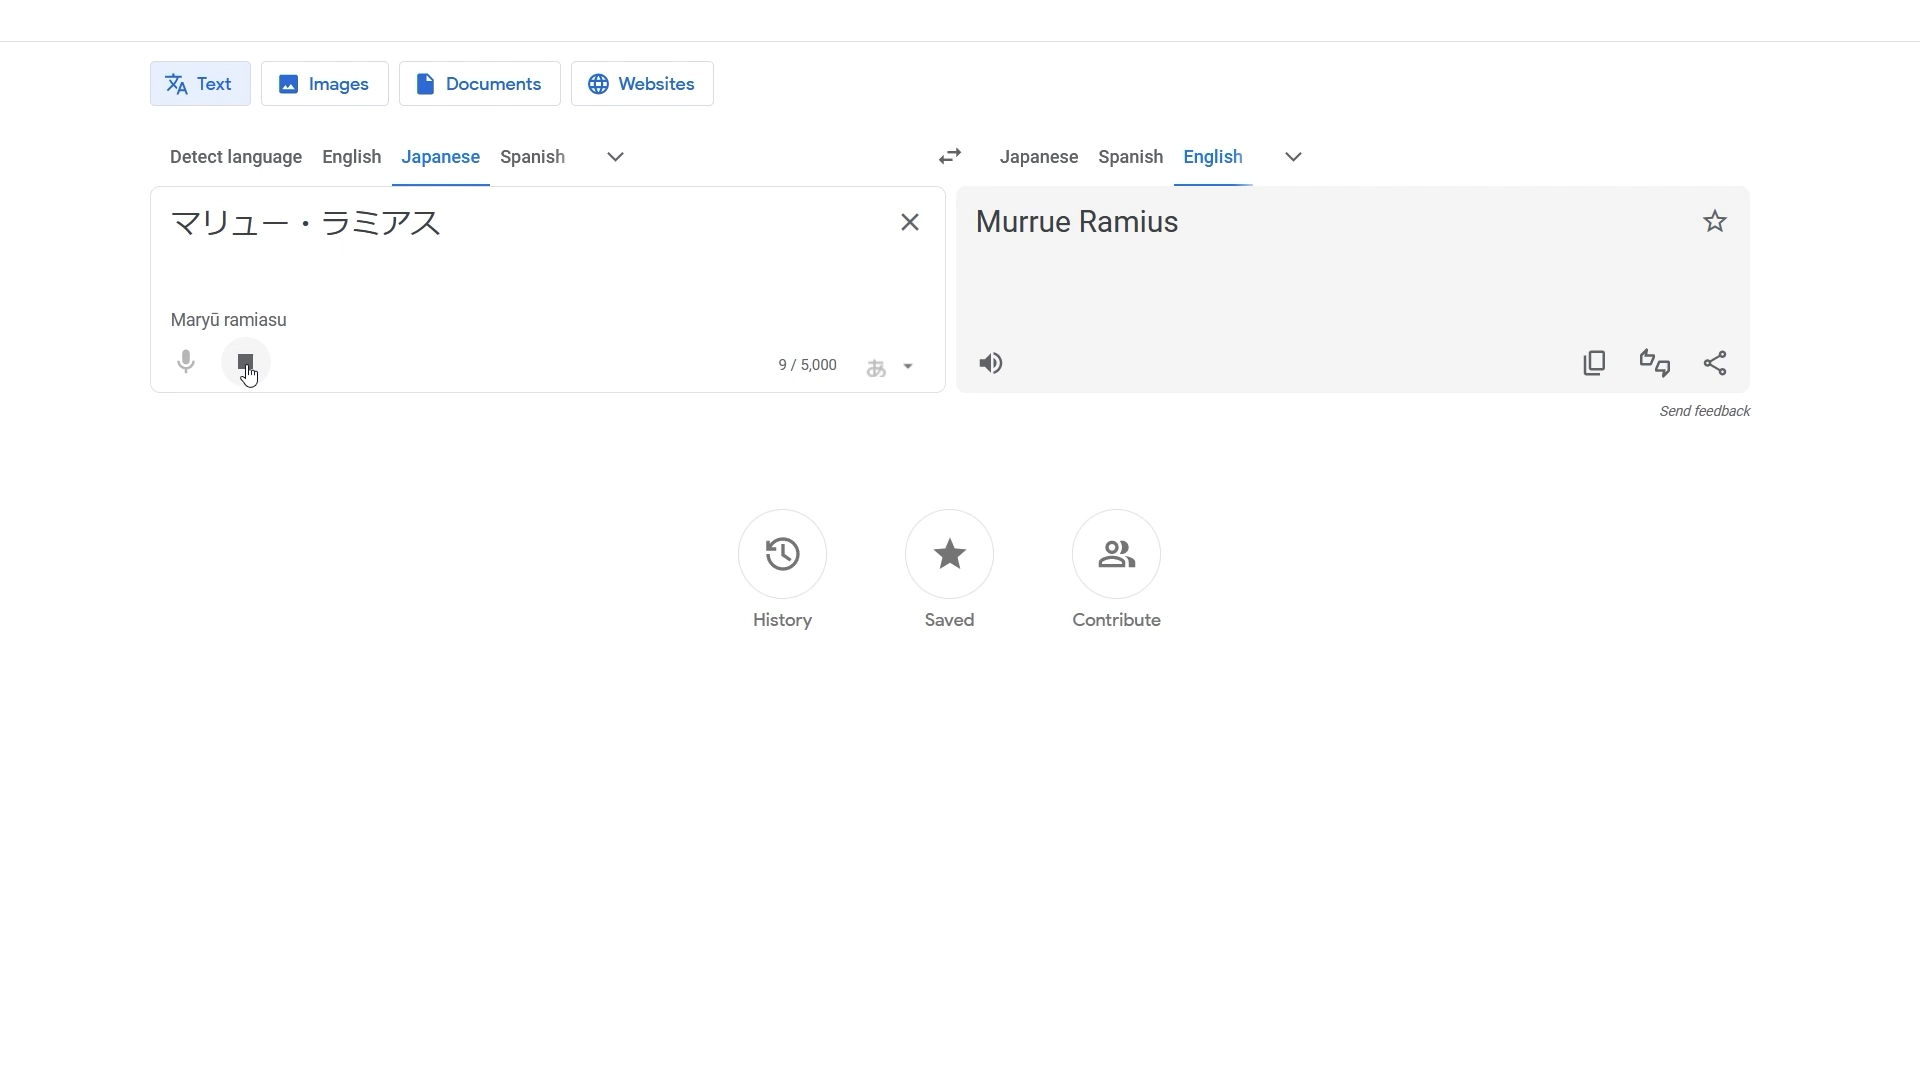 Text Images Documents Websites
Detect language English Japanese Spanish Japanese Spanish English
マリュー・ラミアス
Murrue Ramius
Maryū ramiasu
9 / 5,000 あ
Send feedback
History Saved Contribute